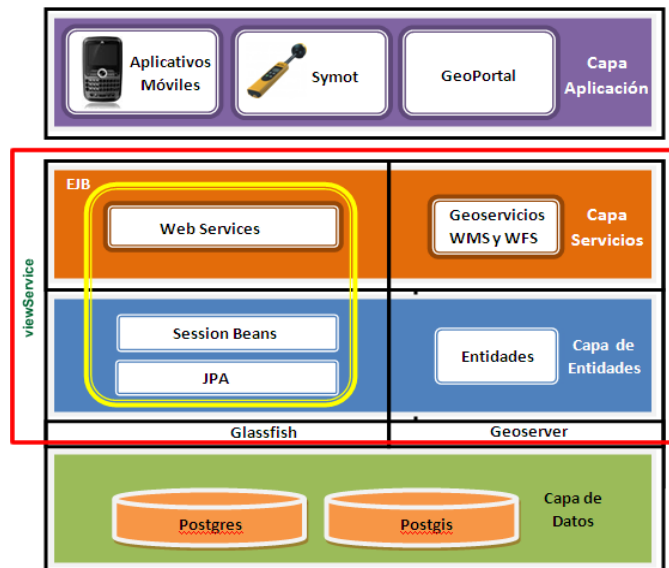 Aplicativos
Móviles
Symot
GeoPortal
Capa
Aplicación
viewService
EJB
Web Services
Geoservicios
WMS y WFS
Capa
Servicios
Session Beans
JPA
Entidades
Capa de
Entidades
Glassfish
Geoserver
Postgres
Postgis
Capa de
Datos